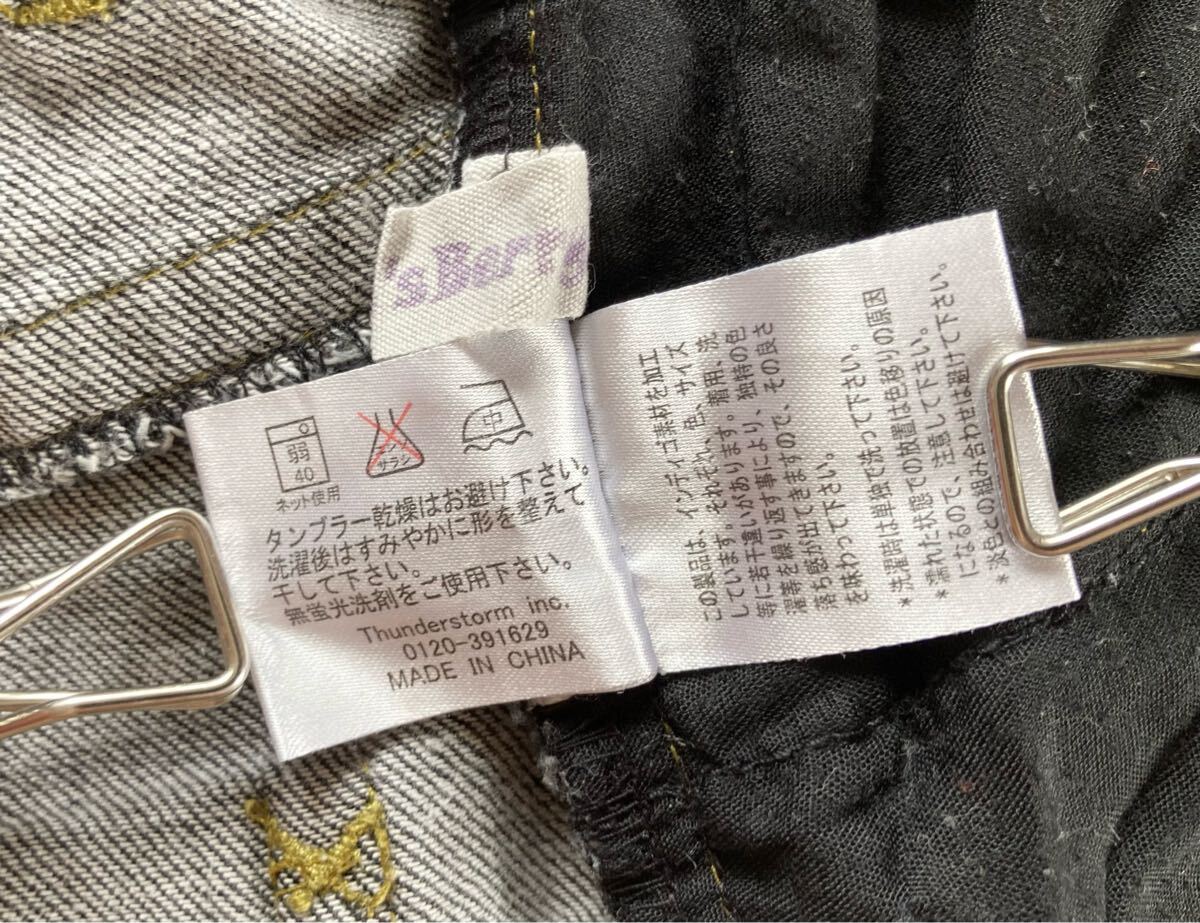 's Berry
弱
40
ネット使用
エンソ
サラシ
中
タンブラー乾燥はお避け下さい。
洗濯後はすみやかに形を整えて
干して下さい。
無蛍光洗剤をご使用下さい。
Thunderstorm inc.
0120-391629
MADE IN CHINA
この製品は、インディゴ素材を加工
しています。それぞれ、色、サイズ
等に若干違いがあります。着用、洗
濯等を繰り返す事により、独特の色
落ち感が出てきますので、その良さ
を味わって下さい。
*洗濯時は単独で洗って下さい。
*濡れた状態での放置は色移りの原因
になるので、注意して下さい。
*淡色との組み合わせは避けて下さい。